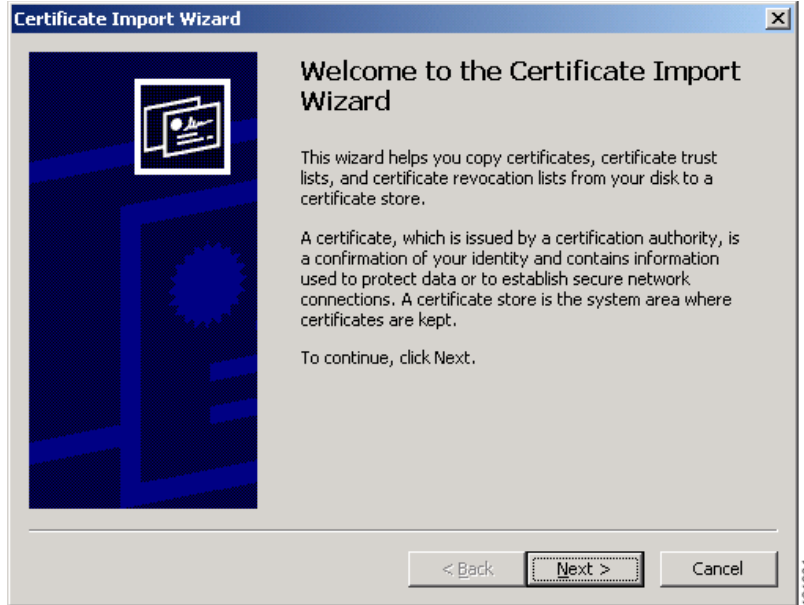 Certificate Import Wizard
Welcome to the Certificate Import
Wizard
This wizard helps you copy certificates, certificate trust
lists, and certificate revocation lists from your disk to a
certificate store.
A certificate, which is issued by a certification authority, is
a confirmation of your identity and contains information
used to protect data or to establish secure network
connections. A certificate store is the system area where
certificates are kept.
To continue, click Next.
< Back
Next >
Cancel